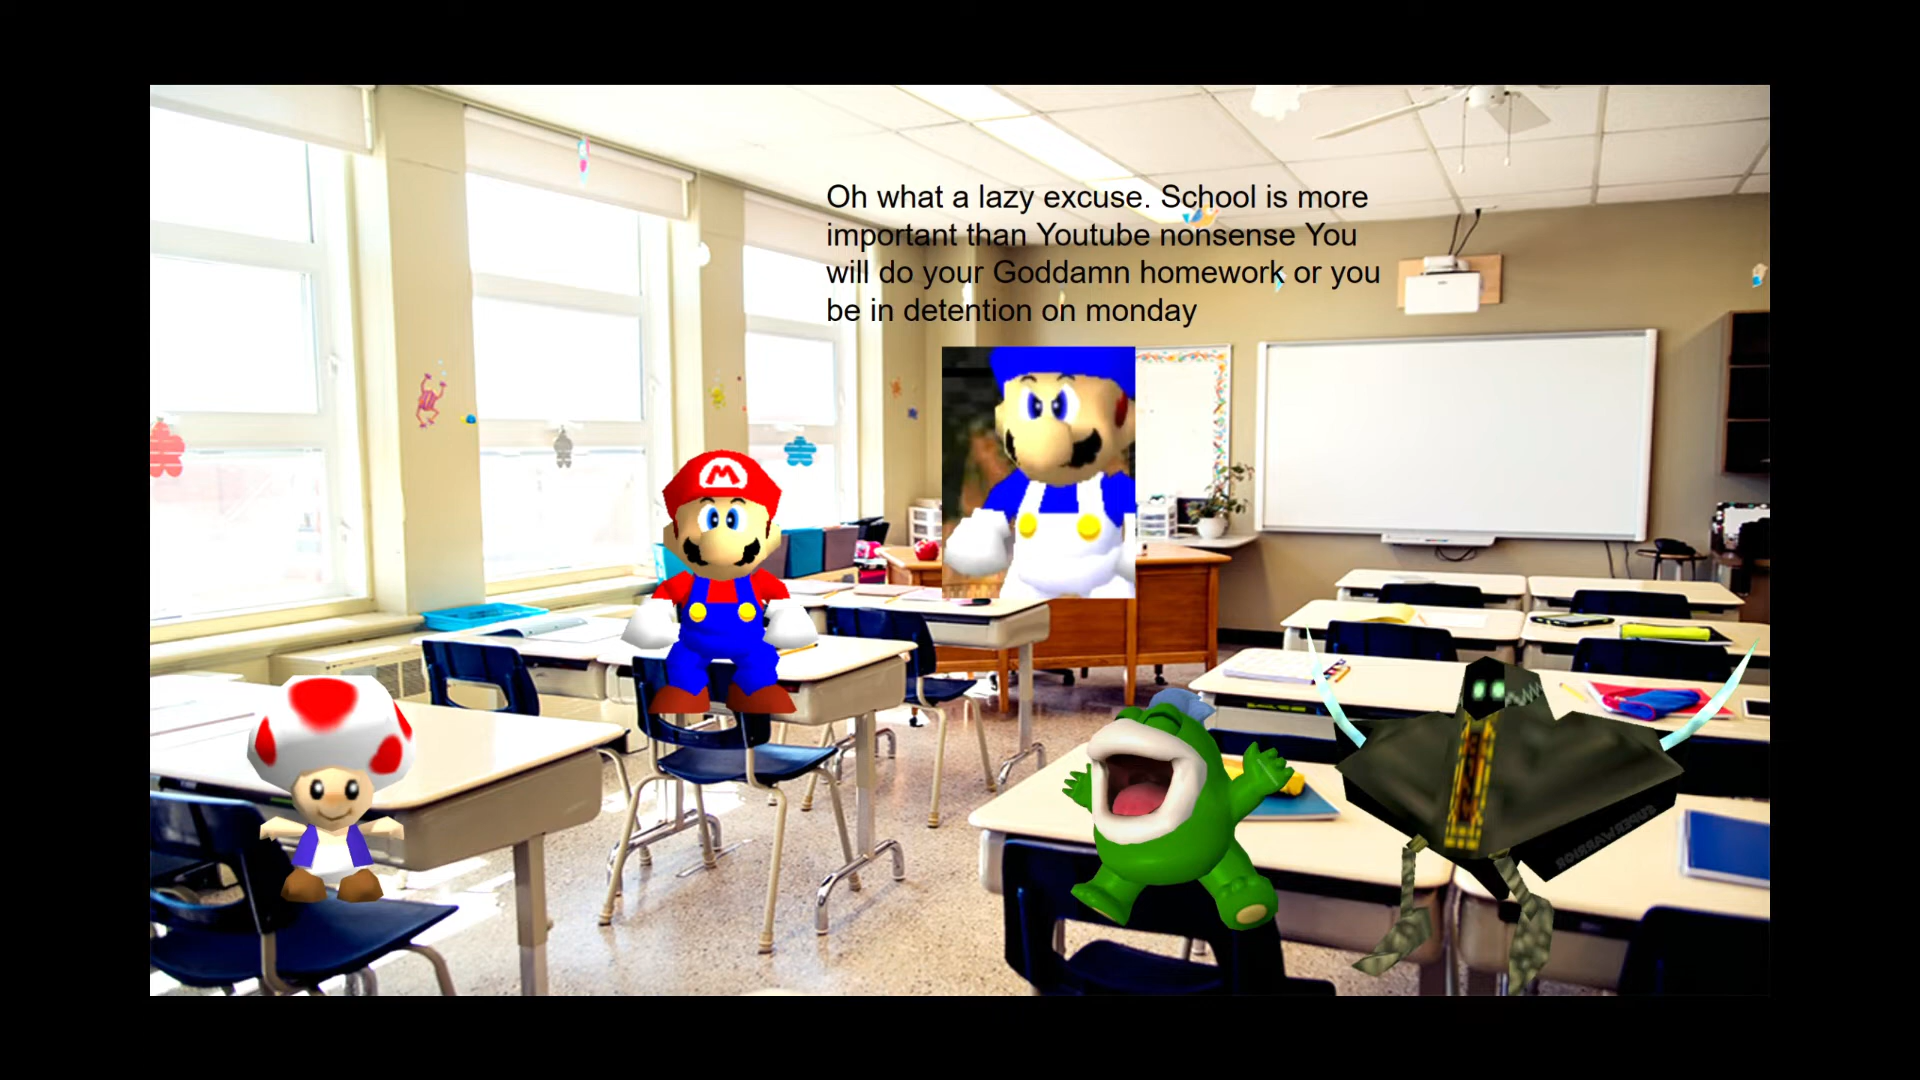 Oh what a lazy excuse. School is more
important than Youtube nonsense You
will do your Goddamn homework or you
be in detention on monday
M